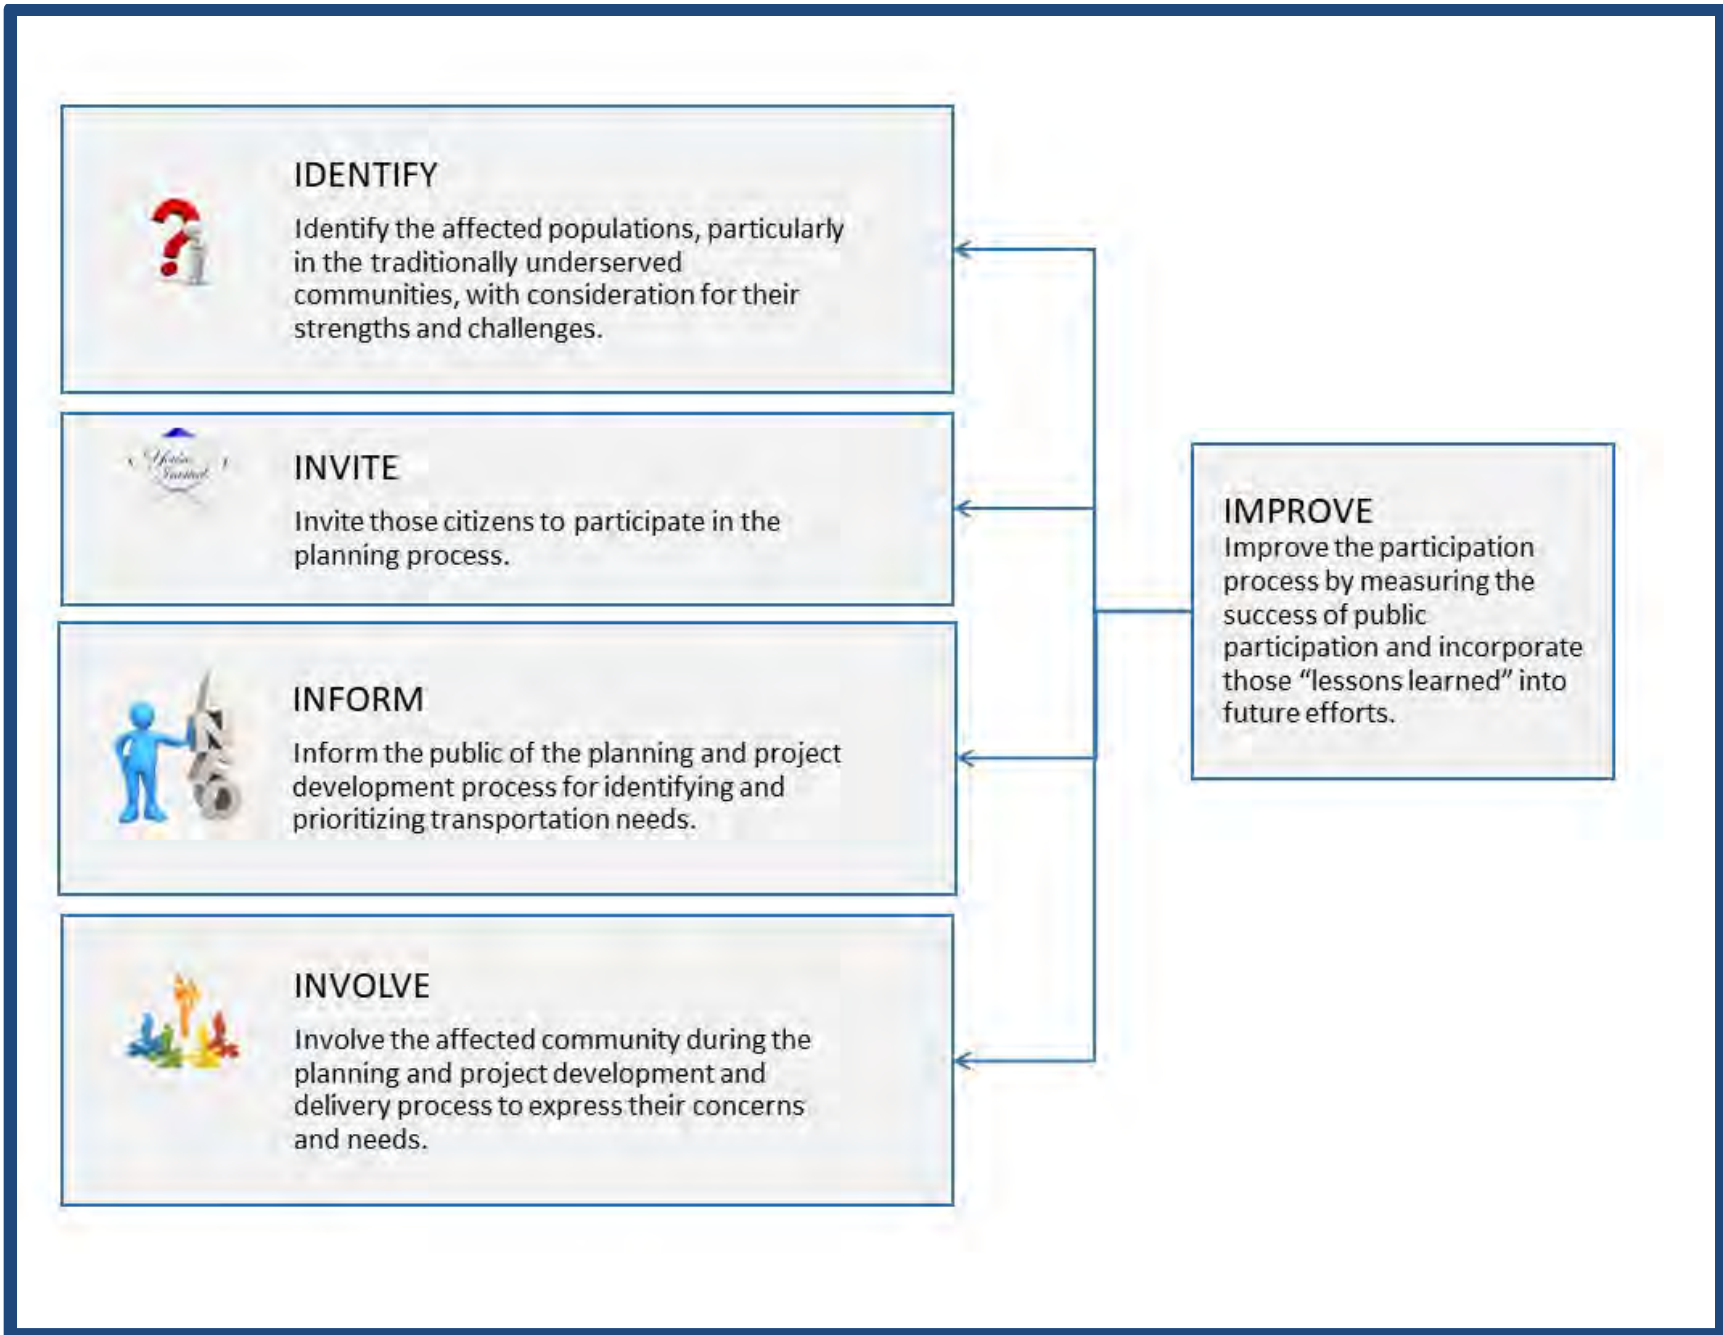 IDENTIFY
Identify the affected populations, particularly
in the traditionally underserved
communities, with consideration for their
strengths and challenges.
You're
Invited
INVITE
Invite those citizens to participate in the
planning process.
INFO
INFORM
Inform the public of the planning and project
development process for identifying and
prioritizing transportation needs.
INVOLVE
Involve the affected community during the
planning and project development and
delivery process to express their concerns
and needs.
IMPROVE
Improve the participation
process by measuring the
success of public
participation and incorporate
those “lessons learned” into
future efforts.